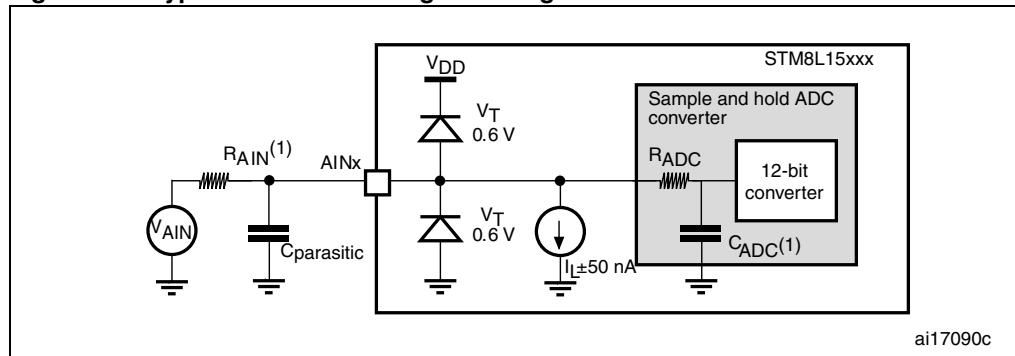 STM8L15xxx
VDD
Sample and hold ADC
converter
VT
0.6 V
RAIN(1)
AINx
RADC
12-bit
converter
VAIN
Cparasitic
VT
0.6 V
IL±50 nA
CADC(1)
ai17090c